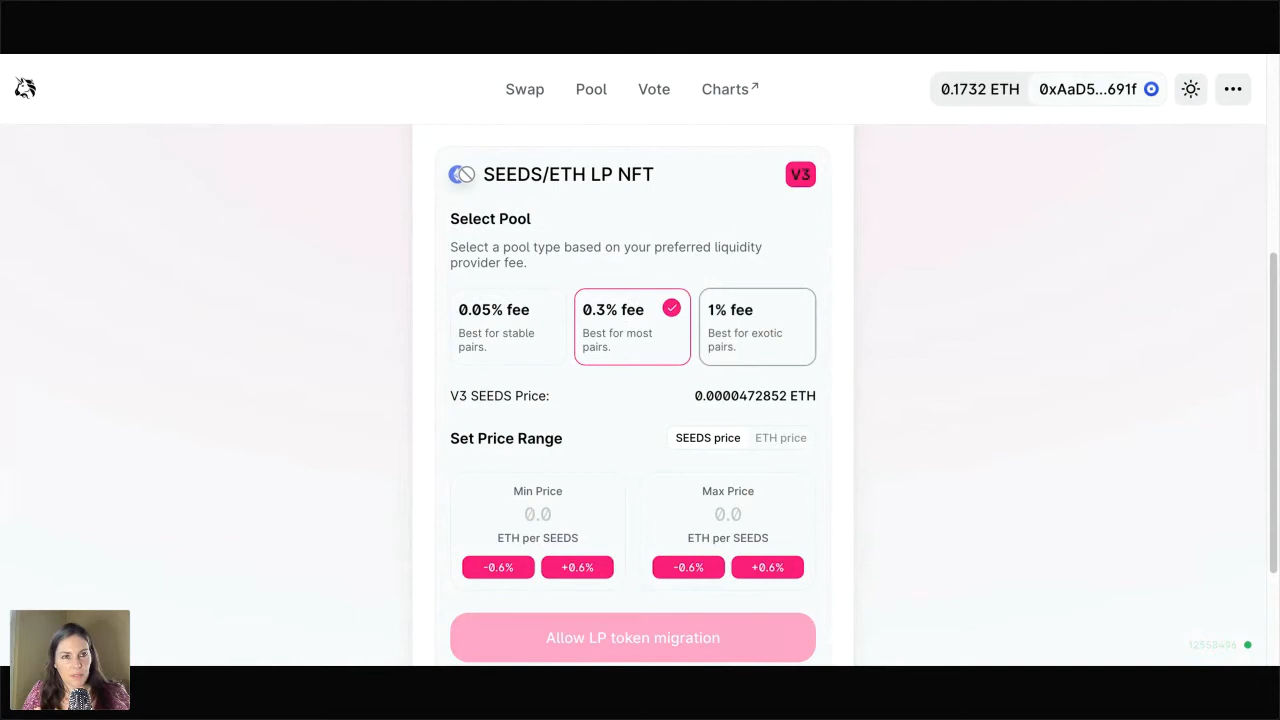 Swap Pool Vote Charts↗ 0.1732 ETH 0xAaD5...691f
SEEDS/ETH LP NFT V3
Select Pool
Select a pool type based on your preferred liquidity
provider fee.
0.05% fee 0.3% fee 1% fee
Best for stable Best for most Best for exotic
pairs. pairs. pairs.
V3 SEEDS Price: 0.0000472852 ETH
Set Price Range SEEDS price ETH price
Min Price Max Price
0.0 0.0
ETH per SEEDS ETH per SEEDS
-0.6% +0.6% -0.6% +0.6%
Allow LP token migration
12558496